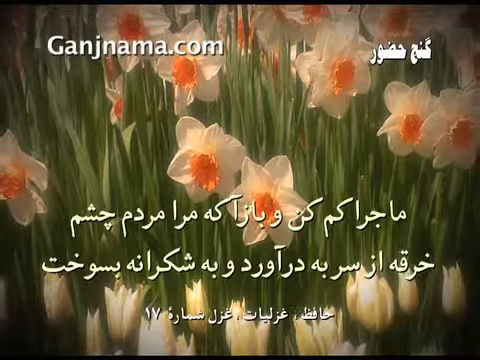 Ganjnama.com
گنج حضور
ماجرا کم کن و بازآ که مرا مردم چشم
خرقه از سر به درآورد و به شکرانه بسوخت
حافظ ، غزلیات ، غزل شمارهٔ ۱۷